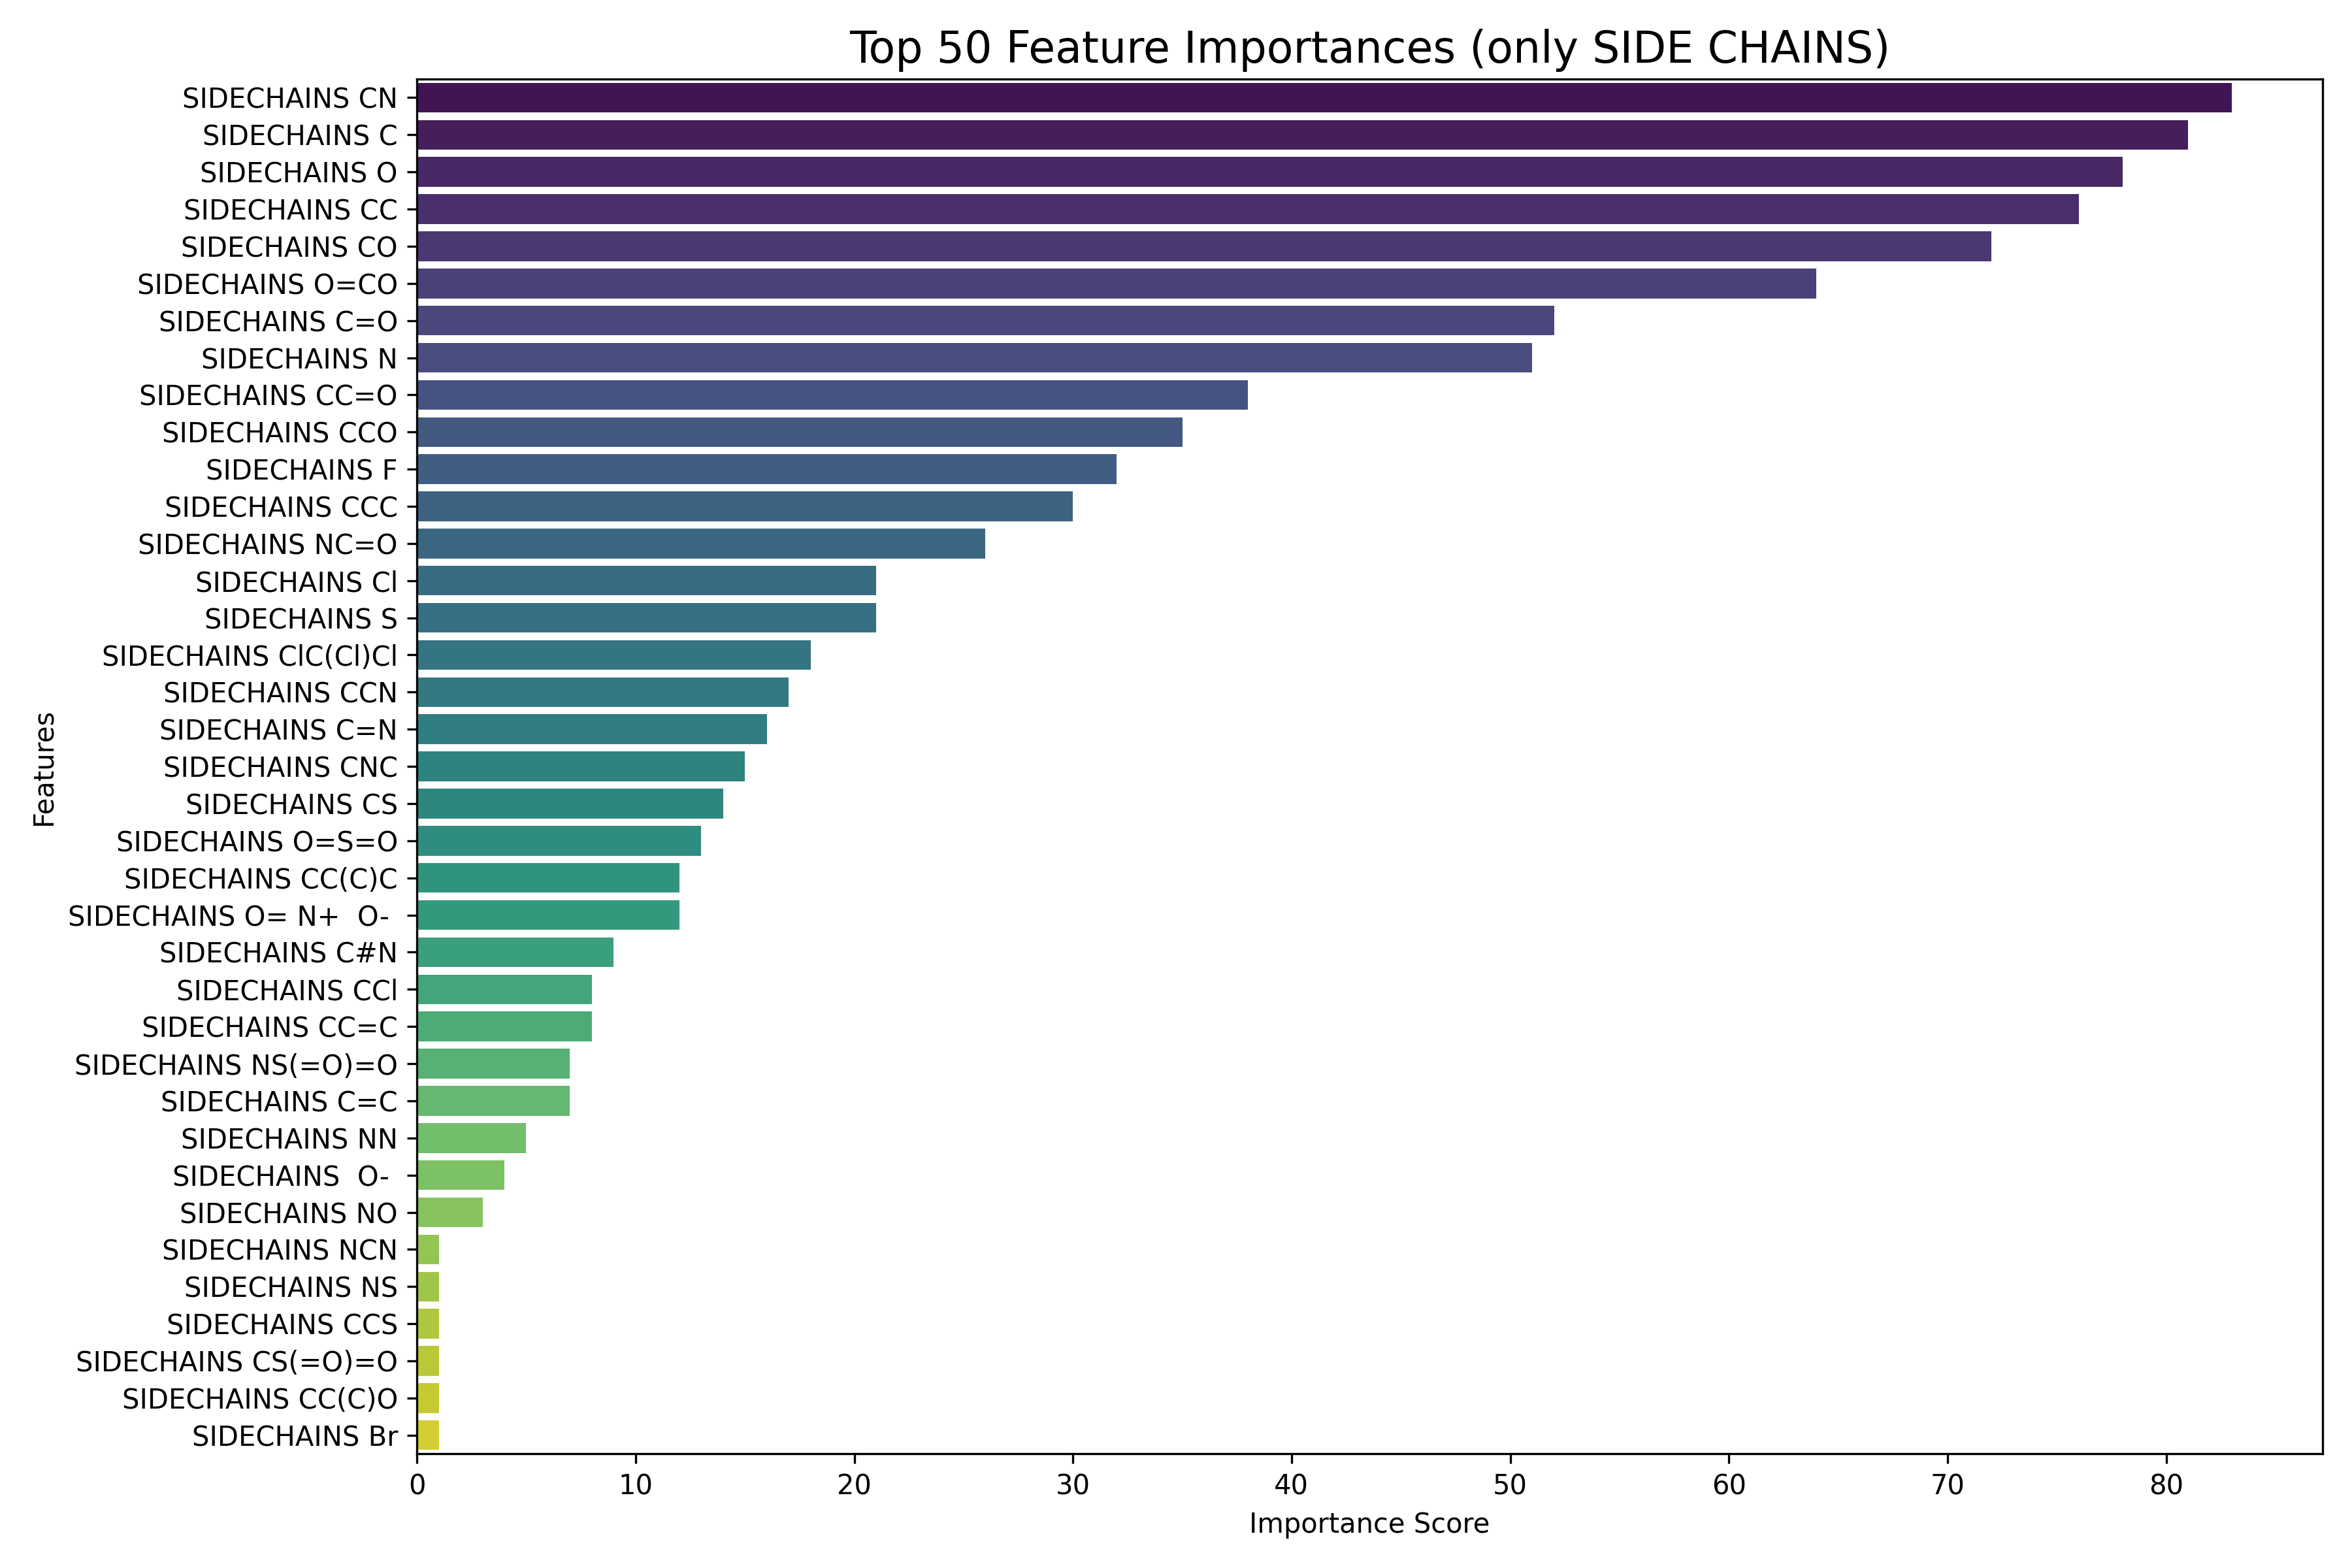 Top 50 Feature Importances (only SIDE CHAINS)
SIDECHAINS CN
SIDECHAINS C
SIDECHAINS O
SIDECHAINS CC
SIDECHAINS CO
SIDECHAINS O=CO
SIDECHAINS C=O
SIDECHAINS N
SIDECHAINS CC=O
SIDECHAINS CCO
SIDECHAINS F
SIDECHAINS CCC
SIDECHAINS NC=O
SIDECHAINS Cl
SIDECHAINS S
SIDECHAINS ClC(Cl)Cl
SIDECHAINS CCN
SIDECHAINS C=N
SIDECHAINS CNC
SIDECHAINS CS
SIDECHAINS O=S=O
SIDECHAINS CC(C)C
SIDECHAINS O= N+  O-
SIDECHAINS C#N
SIDECHAINS CCl
SIDECHAINS CC=C
SIDECHAINS NS(=O)=O
SIDECHAINS C=C
SIDECHAINS NN
SIDECHAINS  O-
SIDECHAINS NO
SIDECHAINS NCN
SIDECHAINS NS
SIDECHAINS CCS
SIDECHAINS CS(=O)=O
SIDECHAINS CC(C)O
SIDECHAINS Br
Features
0 10 20 30 40 50 60 70 80
Importance Score